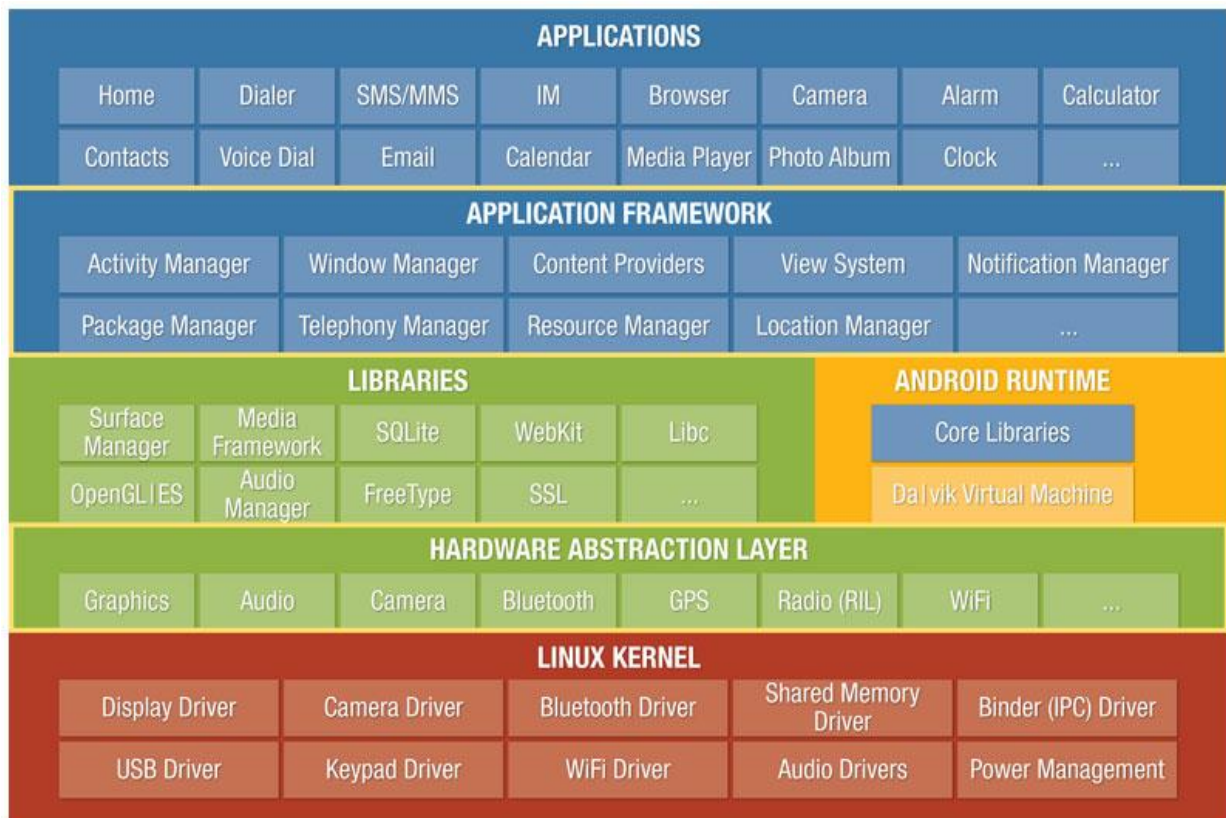 APPLICATIONS
Home Dialer SMS/MMS IM Browser Camera Alarm Calculator
Contacts Voice Dial Email Calendar Media Player Photo Album Clock ...
APPLICATION FRAMEWORK
Activity Manager Window Manager Content Providers View System Notification Manager
Package Manager Telephony Manager Resource Manager Location Manager ...
LIBRARIES
Surface
Manager
Media
Framework
SQLite WebKit Libc
OpenGL|ES
Audio
Manager
FreeType SSL ...
ANDROID RUNTIME
Core Libraries
Dalvik Virtual Machine
HARDWARE ABSTRACTION LAYER
Graphics Audio Camera Bluetooth GPS Radio (RIL) WiFi ...
LINUX KERNEL
Display Driver Camera Driver Bluetooth Driver
Shared Memory
Driver
Binder (IPC) Driver
USB Driver Keypad Driver WiFi Driver Audio Drivers Power Management